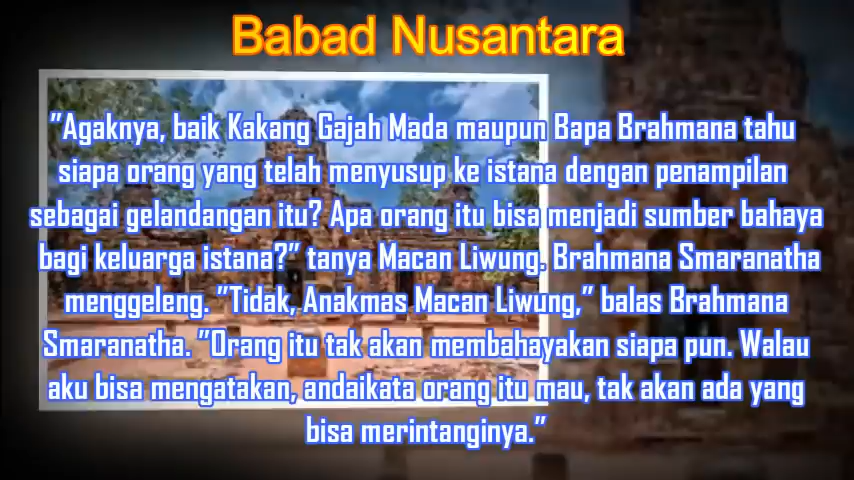 Babad Nusantara
”Agaknya, baik Kakang Gajah Mada maupun Bapa Brahmana tahu
siapa orang yang telah menyusup ke istana dengan penampilan
sebagai gelandangan itu? Apa orang itu bisa menjadi sumber bahaya
bagi keluarga istana?” tanya Macan Liwung. Brahmana Smaranatha
menggeleng. ”Tidak, Anakmas Macan Liwung,” balas Brahmana
Smaranatha. ”Orang itu tak akan membahayakan siapa pun. Walau
aku bisa mengatakan, andaikata orang itu mau, tak akan ada yang
bisa merintanginya.”